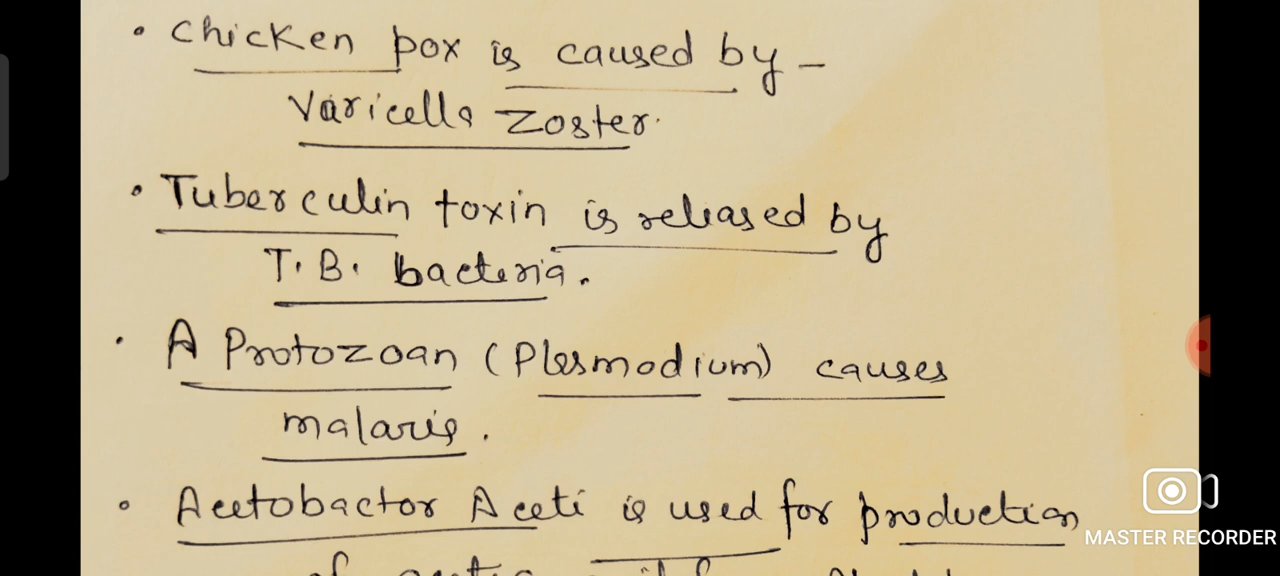 • Chicken pox is caused by –
Varicella Zoster.
• Tuberculin toxin is released by
T.B. bacteria.
• A Protozoan (Plasmodium) causes
malaria.
• Acetobactor Aceti is used for production
of
MASTER RECORDER